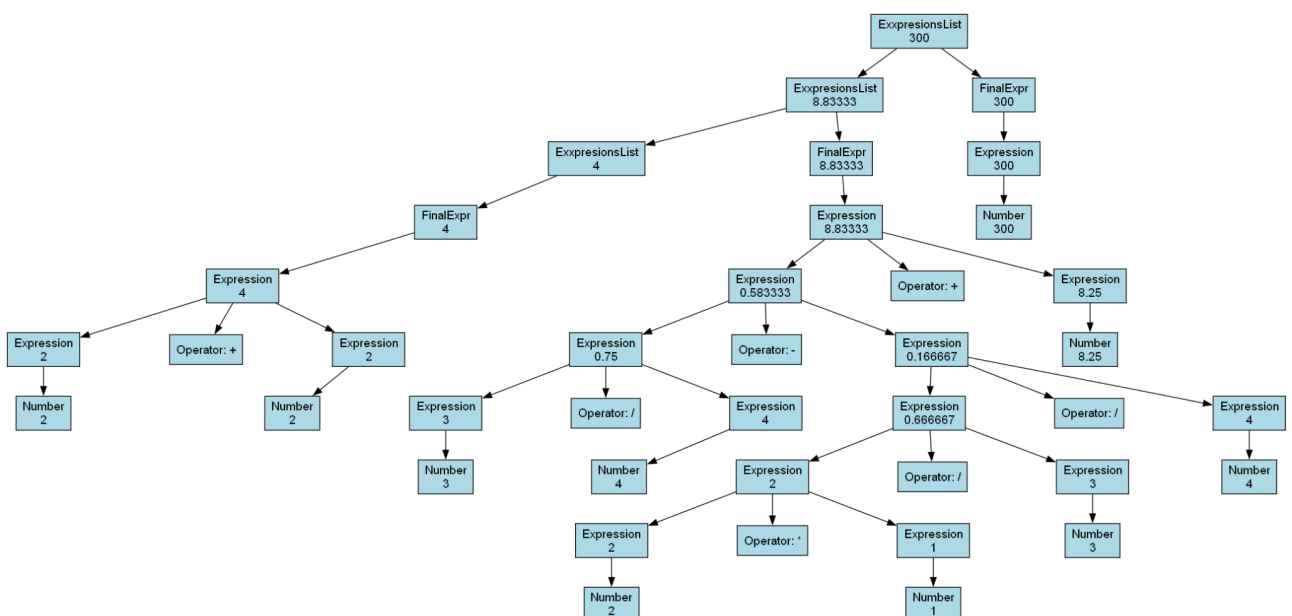 ExxpresionsList
300
ExxpresionsList
8.83333
FinalExpr
300
ExxpresionsList
4
FinalExpr
8.83333
Expression
300
FinalExpr
4
Expression
8.83333
Number
300
Expression
4
Expression
0.583333
Operator: +
Expression
8.25
Expression
2
Operator: +
Expression
2
Expression
0.75
Operator: -
Expression
0.166667
Number
8.25
Number
2
Number
2
Expression
3
Operator: /
Expression
4
Expression
0.666667
Operator: /
Expression
4
Number
3
Number
4
Expression
2
Operator: /
Expression
3
Number
4
Expression
2
Operator: *
Expression
1
Number
3
Number
2
Number
1